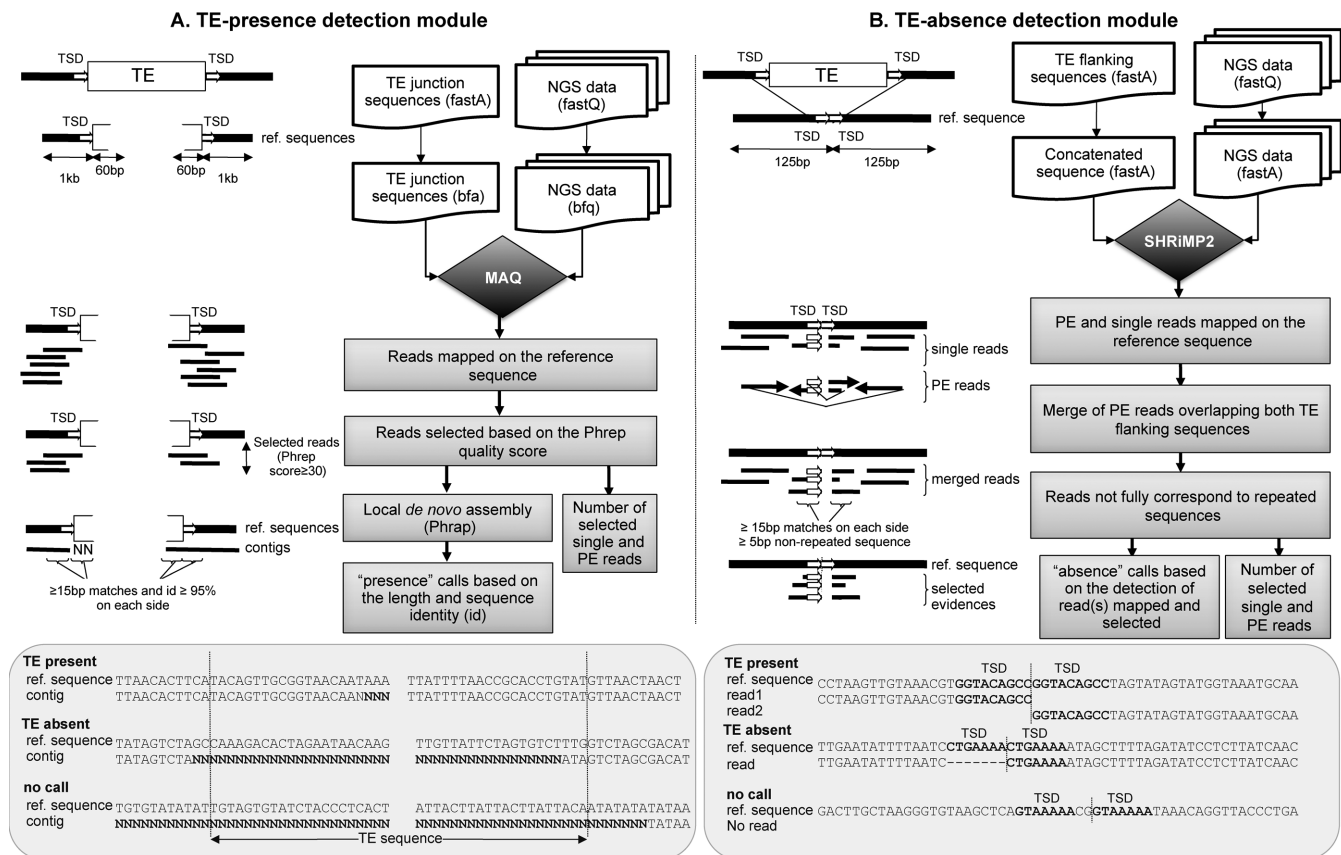 A. TE-presence detection module
TSD
TSD
TE
TSD
TSD
ref. sequences
60bp
60bp
1kb
1kb
TE junction
sequences (fastA)
NGS data
(fastQ)
TE junction
sequences (bfa)
NGS data
(bfq)
MAQ
TSD
TSD
Reads mapped on the reference
sequence
TSD
TSD
Selected reads
(Phrep
score≥30)
Reads selected based on the Phrep
quality score
Local de novo assembly
(Phrap)
Number of
selected
single and
PE reads
ref. sequences
NN
contigs
≥15bp matches and id ≥ 95%
on each side
"presence" calls based on
the length and sequence
identity (id)
TE present
ref. sequence TTAACACTTCATACAGTTGCGGTAACAATAAA TTATTTTAACCGCACCTGTATGTTAACTAACT
contig TTAACACTTCATACAGTTGCGGTAACAANNNN TTATTTTAACCGCACCTGTATGTTAACTAACT
TE absent
ref. sequence TATAGTCTAGCCAAAGACACTAGAATAACAAG TTGTTATTCTAGTGTCTTTGGTCTAGCGACAT
contig TATAGTCTANNNNNNNNNNNNNNNNNNNNNNN NNNNNNNNNNNNNNNNNATAGTCTAGCGACAT
no call
ref. sequence TGTGTATATATTGTAGTGTATCTACCCTCACT ATTACTTATTACTTATTACAATATATATATAA
contig NNNNNNNNNNNNNNNNNNNNNNNNNNNNNNNN NNNNNNNNNNNNNNNNNNNNNNNNNNNTATAA
TE sequence
B. TE-absence detection module
TSD
TSD
TE
ref. sequence
TSD
TSD
125bp
125bp
TE flanking
sequences (fastA)
NGS data
(fastQ)
Concatenated
sequence (fastA)
NGS data
(fastA)
SHRiMP2
TSD
TSD
single reads
PE reads
PE and single reads mapped on the
reference sequence
Merge of PE reads overlapping both TE
flanking sequences
merged reads
≥ 15bp matches on each side
≥ 5bp non-repeated sequence
Reads not fully correspond to repeated
sequences
ref. sequence
selected
evidences
"absence" calls based
on the detection of
read(s) mapped and
selected
Number of
selected
single and
PE reads
TE present
TSD
TSD
ref. sequence CCTAAGTTGTAAACGTGGTACAGCCGGTACAGCCTAGTATAGTATGGTAAATGCAA
read1 CCTAAGTTGTAAACGTGGTACAGCC
read2 GGTACAGCCTAGTATAGTATGGTAAATGCAA
TE absent
TSD
TSD
ref. sequence TTGAATATTTTAATCCTGAAAACTGAAAAATAGCTTTTAGATATCCTCTTATCAAC
read TTGAATATTTTAATC-------CTGAAAAATAGCTTTTAGATATCCTCTTATCAAC
no call
TSD
TSD
ref. sequence GACTTGCTAAGGGTGTAAGCTCAGTAAAAACGGTAAAAATAAACAGGTTACCCTGA
No read